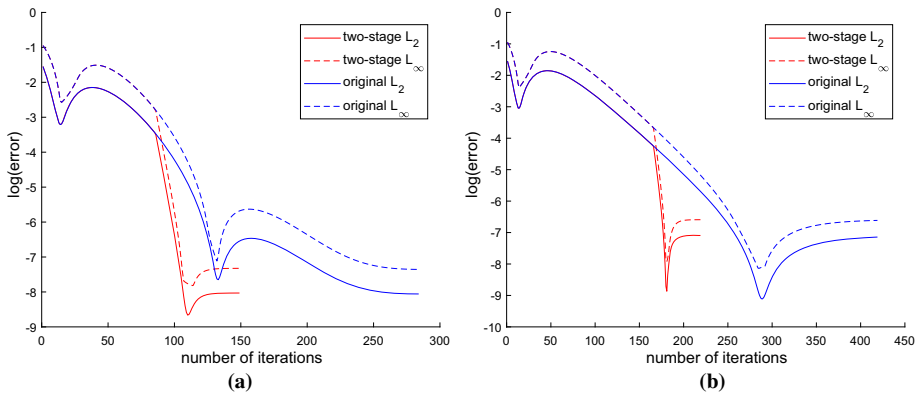 0
-1
-2
-3
-4
-5
-6
-7
-8
-9
log(error)
0 50 100 150 200 250 300
number of iterations
two-stage L2
two-stage L∞
original L2
original L∞
(a)
0
-1
-2
-3
-4
-5
-6
-7
-8
-9
-10
log(error)
0 50 100 150 200 250 300 350 400 450
number of iterations
two-stage L2
two-stage L∞
original L2
original L∞
(b)